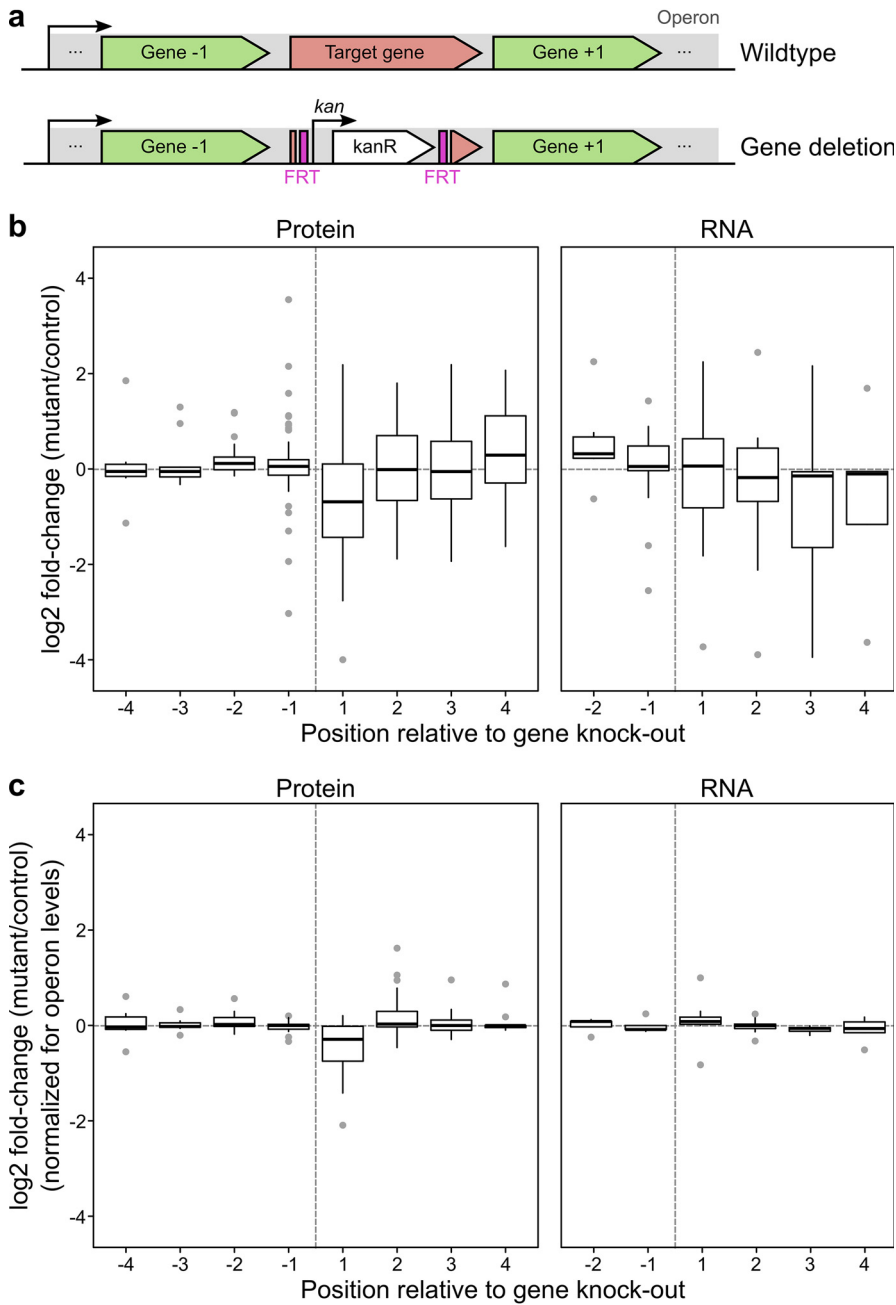 a
Operon
... Gene -1 Target gene Gene +1 ... Wildtype
kan
... Gene -1 kanR Gene +1 ... Gene deletion
FRT FRT
b
Protein RNA
log2 fold-change (mutant/control)
4
2
0
-2
-4
-4 -3 -2 -1 1 2 3 4 -2 -1 1 2 3 4
Position relative to gene knock-out
c
Protein RNA
log2 fold-change (mutant/control)
(normalized for operon levels)
4
2
0
-2
-4
-4 -3 -2 -1 1 2 3 4 -2 -1 1 2 3 4
Position relative to gene knock-out